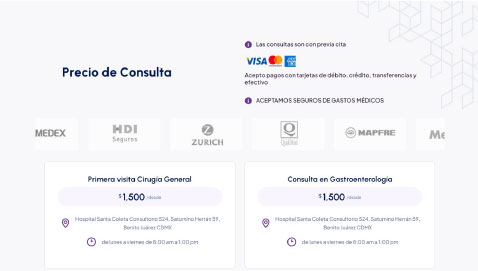 Las consultas son con previa cita
Precio de Consulta
VISA
Acepto pagos con tarjetas de débito, crédito, transferencias y
efectivo
ACEPTAMOS SEGUROS DE GASTOS MÉDICOS
MEDEX
HDI
Seguros
ZURICH
MAPFRE
Me
Primera visita Cirugía General
$1,500 /desde
Hospital Santa Coleta Consultorio 524, Saturnino Herrán 59,
Benito Juárez CDMX
de lunes a viernes de 8:00 am a 1:00 pm
Consulta en Gastroenterología
$1,500 /desde
Hospital Santa Coleta Consultorio 524, Saturnino Herrán 59,
Benito Juárez CDMX
de lunes a viernes de 8:00 am a 1:00 pm